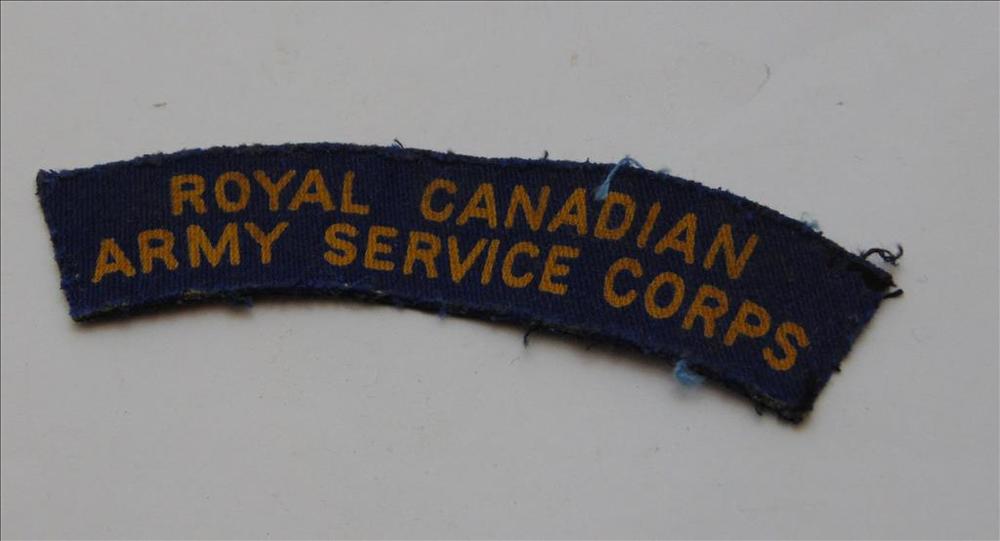 ROYAL CANADIAN
ARMY SERVICE CORPS